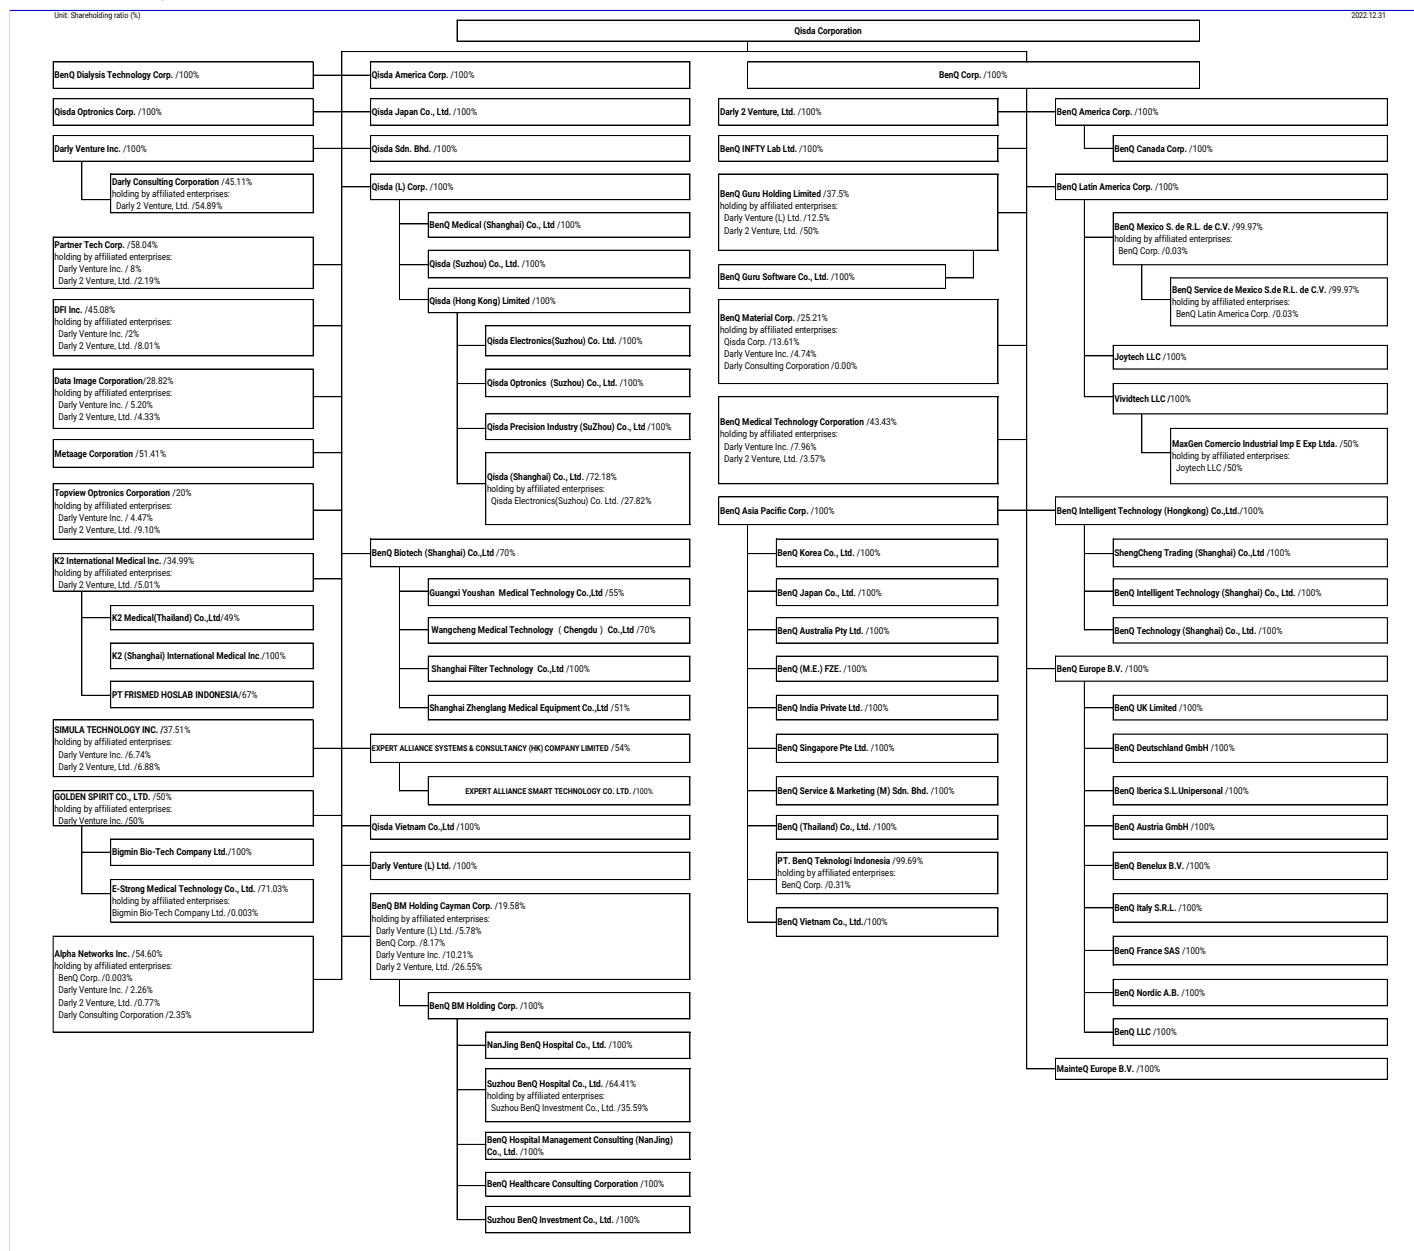 Unit: Shareholding ratio (%)
2022.12.31
Qisda Corporation
BenQ Dialysis Technology Corp. /100%
Qisda Optronics Corp. /100%
Darly Venture Inc. /100%
Darly Consulting Corporation /45.11%
holding by affiliated enterprises:
Darly 2 Venture, Ltd. /54.89%
Partner Tech Corp. /58.04%
holding by affiliated enterprises:
Darly Venture Inc. / 8%
Darly 2 Venture, Ltd. /2.19%
DFI Inc. /45.08%
holding by affiliated enterprises:
Darly Venture Inc. /2%
Darly 2 Venture, Ltd. /8.01%
Data Image Corporation/28.82%
holding by affiliated enterprises:
Darly Venture Inc. / 5.20%
Darly 2 Venture, Ltd. /4.33%
Metaage Corporation /51.41%
Topview Optronics Corporation /20%
holding by affiliated enterprises:
Darly Venture Inc. / 4.47%
Darly 2 Venture, Ltd. /9.10%
K2 International Medical Inc. /34.99%
holding by affiliated enterprises:
Darly 2 Venture, Ltd. /5.01%
K2 Medical(Thailand) Co.,Ltd/49%
K2 (Shanghai) International Medical Inc./100%
PT FRISMED HOSLAB INDONESIA/67%
SIMULA TECHNOLOGY INC. /37.51%
holding by affiliated enterprises:
Darly Venture Inc. /6.74%
Darly 2 Venture, Ltd. /6.88%
GOLDEN SPIRIT CO., LTD. /50%
holding by affiliated enterprises:
Darly Venture Inc. /50%
Bigmin Bio-Tech Company Ltd./100%
E-Strong Medical Technology Co., Ltd. /71.03%
holding by affiliated enterprises:
Bigmin Bio-Tech Company Ltd. /0.003%
Alpha Networks Inc. /54.60%
holding by affiliated enterprises:
BenQ Corp. /0.003%
Darly Venture Inc. / 2.26%
Darly 2 Venture, Ltd. /0.77%
Darly Consulting Corporation /2.35%
Qisda America Corp. /100%
Qisda Japan Co., Ltd. /100%
Qisda Sdn. Bhd. /100%
Qisda (L) Corp. /100%
BenQ Medical (Shanghai) Co., Ltd /100%
Qisda (Suzhou) Co., Ltd. /100%
Qisda (Hong Kong) Limited /100%
Qisda Electronics(Suzhou) Co. Ltd. /100%
Qisda Optronics (Suzhou) Co., Ltd. /100%
Qisda Precision Industry (SuZhou) Co., Ltd /100%
Qisda (Shanghai) Co., Ltd. /72.18%
holding by affiliated enterprises:
Qisda Electronics(Suzhou) Co. Ltd. /27.82%
BenQ Biotech (Shanghai) Co.,Ltd /70%
Guangxi Youshan Medical Technology Co.,Ltd /55%
Wangcheng Medical Technology ( Chengdu ) Co.,Ltd /70%
Shanghai Filter Technology Co.,Ltd /100%
Shanghai Zhenglang Medical Equipment Co.,Ltd /51%
EXPERT ALLIANCE SYSTEMS & CONSULTANCY (HK) COMPANY LIMITED /54%
EXPERT ALLIANCE SMART TECHNOLOGY CO. LTD. /100%
Qisda Vietnam Co.,Ltd /100%
Darly Venture (L) Ltd. /100%
BenQ BM Holding Cayman Corp. /19.58%
holding by affiliated enterprises:
Darly Venture (L) Ltd. /5.78%
BenQ Corp. /8.17%
Darly Venture Inc. /10.21%
Darly 2 Venture, Ltd. /26.55%
BenQ BM Holding Corp. /100%
NanJing BenQ Hospital Co., Ltd. /100%
Suzhou BenQ Hospital Co., Ltd. /64.41%
holding by affiliated enterprises:
Suzhou BenQ Investment Co., Ltd. /35.59%
BenQ Hospital Management Consulting (NanJing)
Co., Ltd. /100%
BenQ Healthcare Consulting Corporation /100%
Suzhou BenQ Investment Co., Ltd. /100%
BenQ Corp. /100%
Darly 2 Venture, Ltd. /100%
BenQ INFTY Lab Ltd. /100%
BenQ Guru Holding Limited /37.5%
holding by affiliated enterprises:
Darly Venture (L) Ltd. /12.5%
Darly 2 Venture, Ltd. /50%
BenQ Guru Software Co., Ltd. /100%
BenQ Material Corp. /25.21%
holding by affiliated enterprises:
Qisda Corp. /13.61%
Darly Venture Inc. /4.74%
Darly Consulting Corporation /0.00%
BenQ Medical Technology Corporation /43.43%
holding by affiliated enterprises:
Darly Venture Inc. /7.96%
Darly 2 Venture, Ltd. /3.57%
BenQ Asia Pacific Corp. /100%
BenQ Korea Co., Ltd. /100%
BenQ Japan Co., Ltd. /100%
BenQ Australia Pty Ltd. /100%
BenQ (M.E.) FZE. /100%
BenQ India Private Ltd. /100%
BenQ Singapore Pte Ltd. /100%
BenQ Service & Marketing (M) Sdn. Bhd. /100%
BenQ (Thailand) Co., Ltd. /100%
PT. BenQ Teknologi Indonesia /99.69%
holding by affiliated enterprises:
BenQ Corp. /0.31%
BenQ Vietnam Co., Ltd./100%
BenQ America Corp. /100%
BenQ Canada Corp. /100%
BenQ Latin America Corp. /100%
BenQ Mexico S. de R.L. de C.V. /99.97%
holding by affiliated enterprises:
BenQ Corp. /0.03%
BenQ Service de Mexico S.de R.L. de C.V. /99.97%
holding by affiliated enterprises:
BenQ Latin America Corp. /0.03%
Joytech LLC /100%
Vividtech LLC /100%
MaxGen Comercio Industrial Imp E Exp Ltda. /50%
holding by affiliated enterprises:
Joytech LLC /50%
BenQ Intelligent Technology (Hongkong) Co.,Ltd./100%
ShengCheng Trading (Shanghai) Co.,Ltd /100%
BenQ Intelligent Technology (Shanghai) Co., Ltd. /100%
BenQ Technology (Shanghai) Co., Ltd. /100%
BenQ Europe B.V. /100%
BenQ UK Limited /100%
BenQ Deutschland GmbH /100%
BenQ Iberica S.L.Unipersonal /100%
BenQ Austria GmbH /100%
BenQ Benelux B.V. /100%
BenQ Italy S.R.L. /100%
BenQ France SAS /100%
BenQ Nordic A.B. /100%
BenQ LLC /100%
MainteQ Europe B.V. /100%